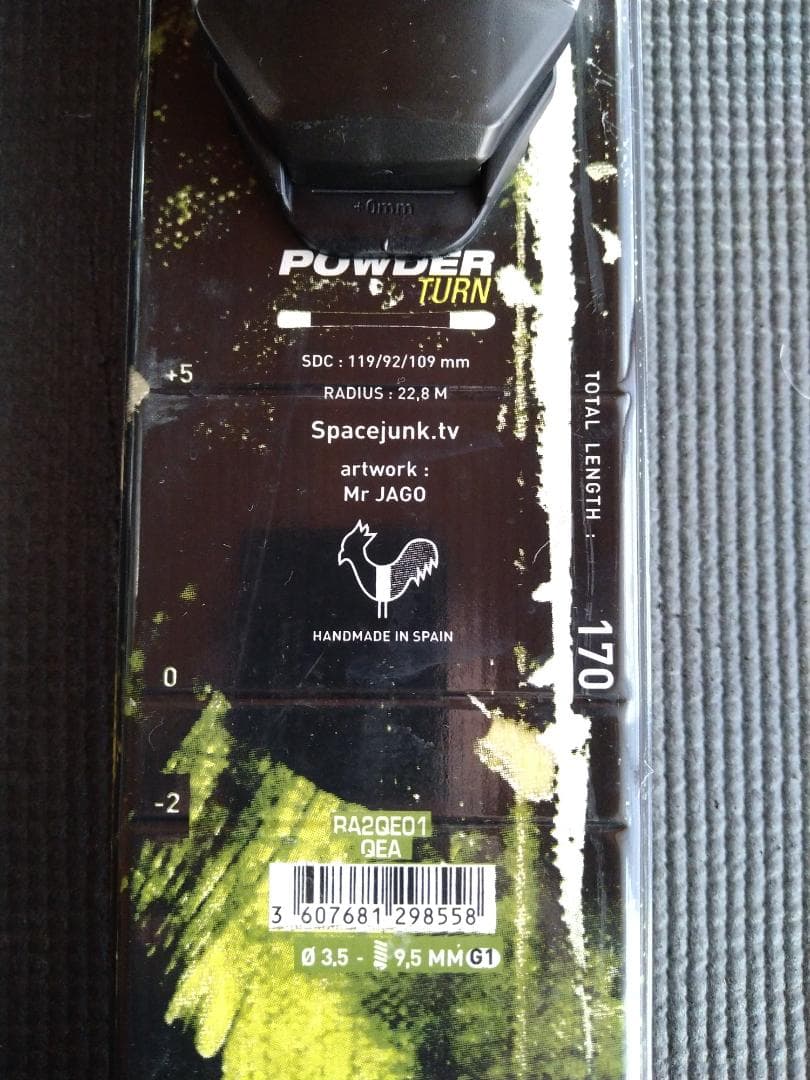 +0mm
POWDER
TURN
SDC : 119/92/109 mm
+5
RADIUS : 22,8 M
Spacejunk.tv
artwork :
Mr JAGO
HANDMADE IN SPAIN
TOTAL LENGTH : 170
0
-2
RA2QE01
QEA
3 607681 298558
Ø 3.5 - 9,5 MM G1